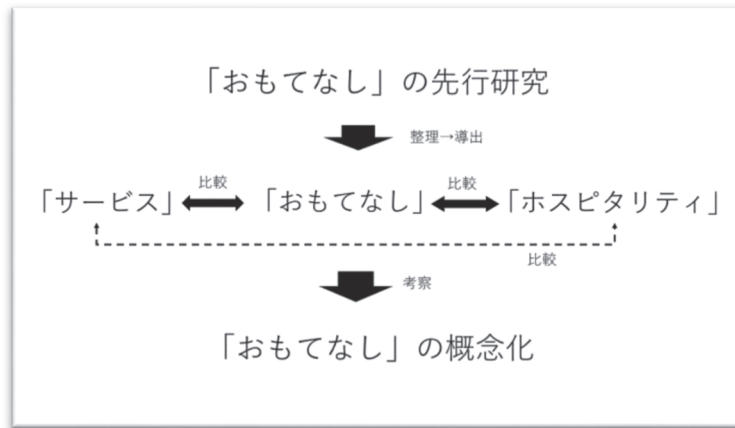 「おもてなし」の先行研究
整理→導出
比較 比較
「サービス」 「おもてなし」 「ホスピタリティ」
比較
考察
「おもてなし」の概念化